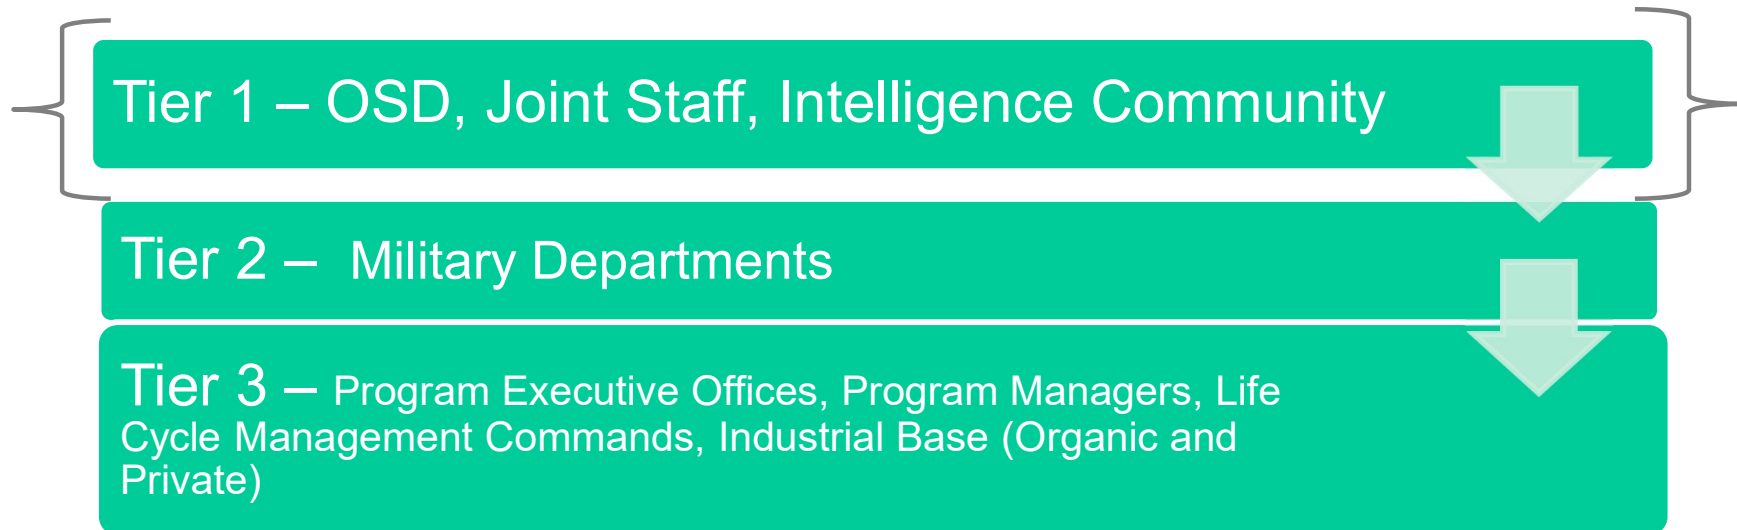 Tier 1 – OSD, Joint Staff, Intelligence Community
Tier 2 – Military Departments
Tier 3 – Program Executive Offices, Program Managers, Life
Cycle Management Commands, Industrial Base (Organic and
Private)